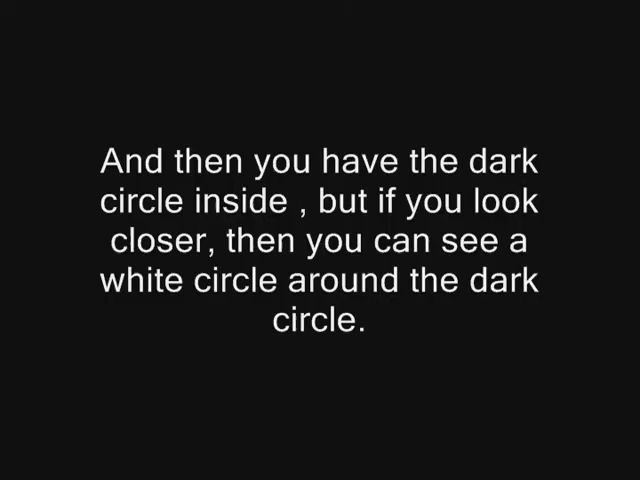 And then you have the dark
circle inside , but if you look
closer, then you can see a
white circle around the dark
circle.